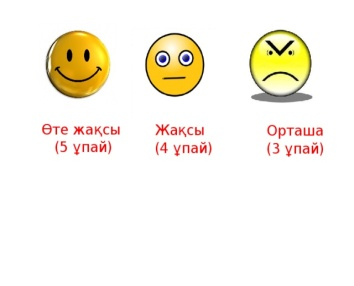 Өте жақсы
(5 ұпай)
Жақсы
(4 ұпай)
Орташа
(3 ұпай)